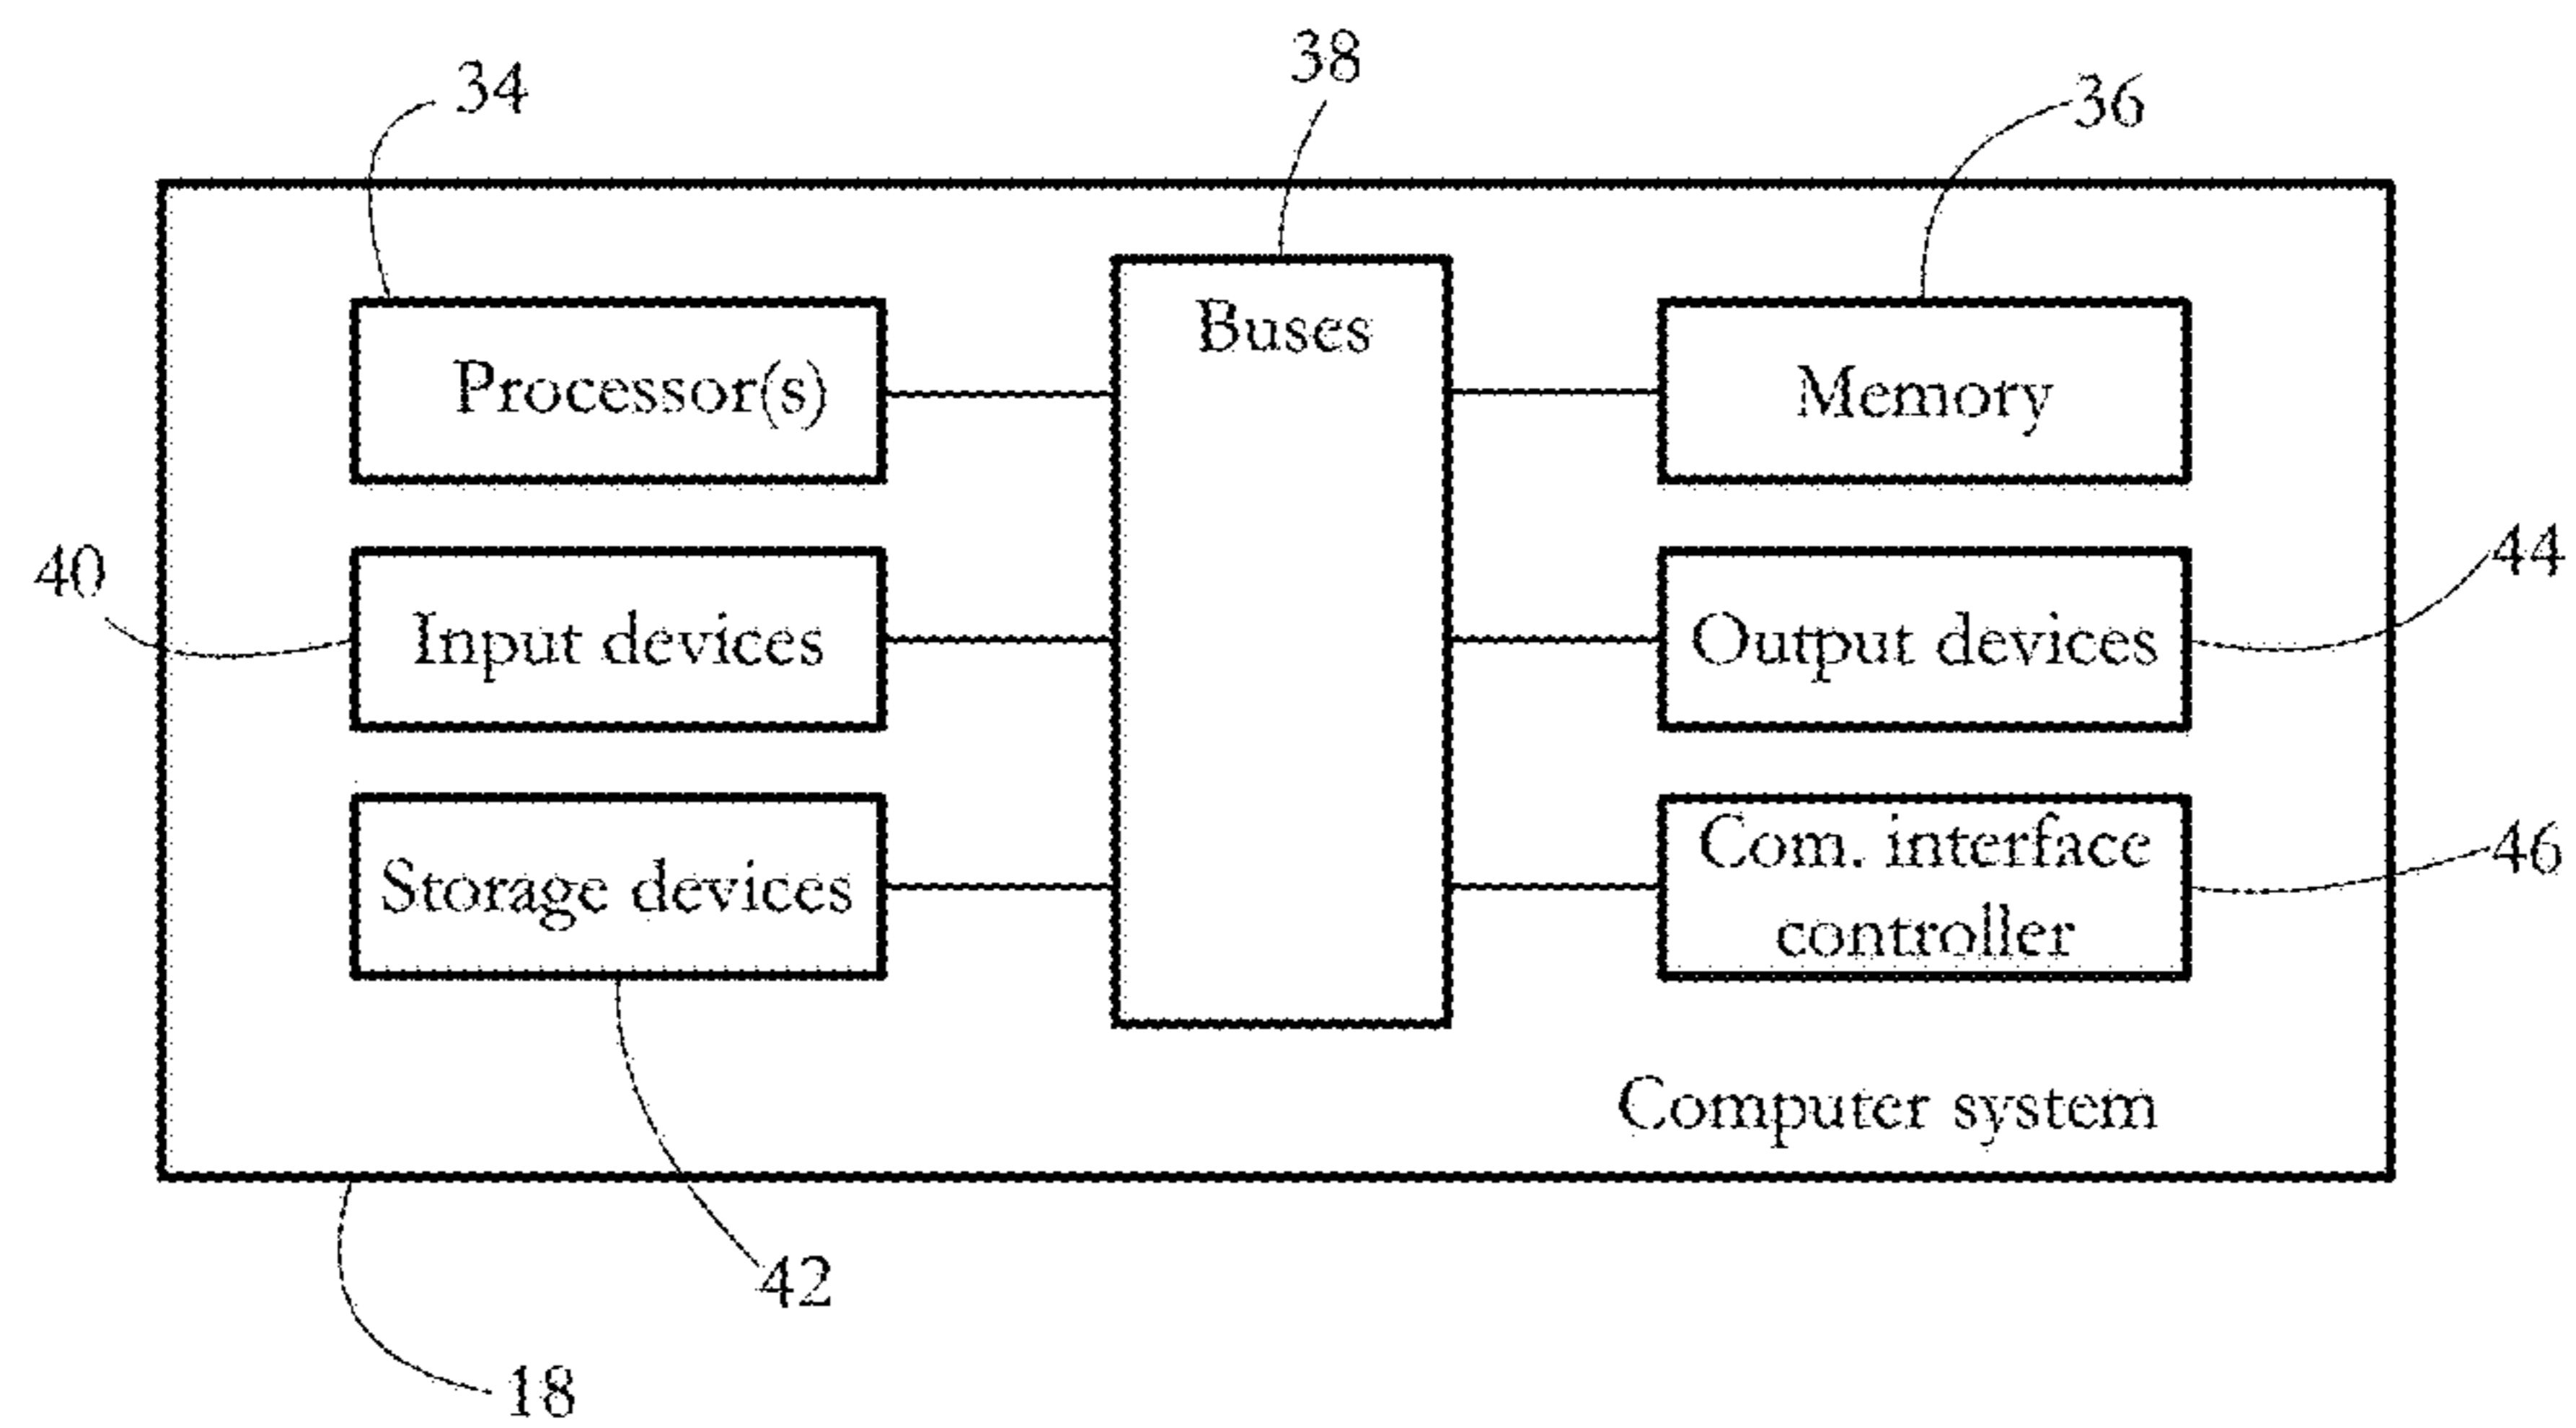 38
34
36
Buses
Processor(s)
Memory
40
44
Input devices
Output devices
Com. interface
46
Storage devices
controller
Computer system
42
18